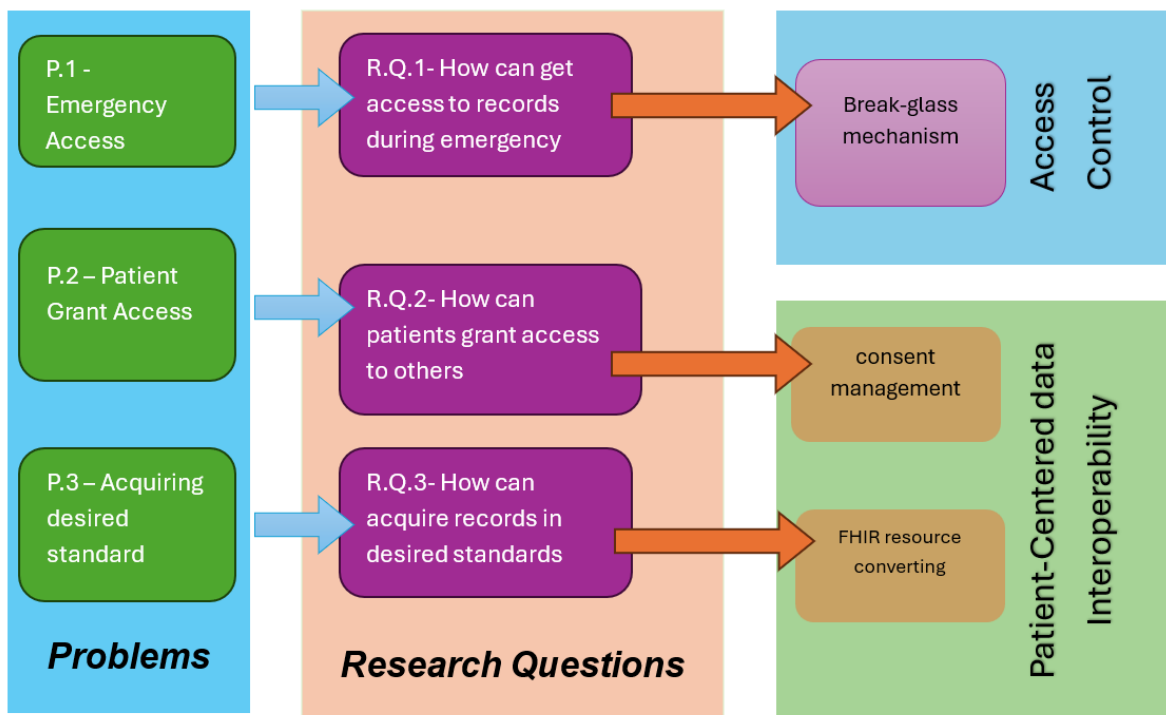 P.1 -
Emergency
Access
R.Q.1- How can get
access to records
during emergency
Break-glass
mechanism
Access
Control
P.2 – Patient
Grant Access
R.Q.2- How can
patients grant access
to others
consent
management
P.3 – Acquiring
desired
standard
R.Q.3- How can
acquire records in
desired standards
FHIR resource
converting
Patient-Centered data
Interoperability
Problems
Research Questions